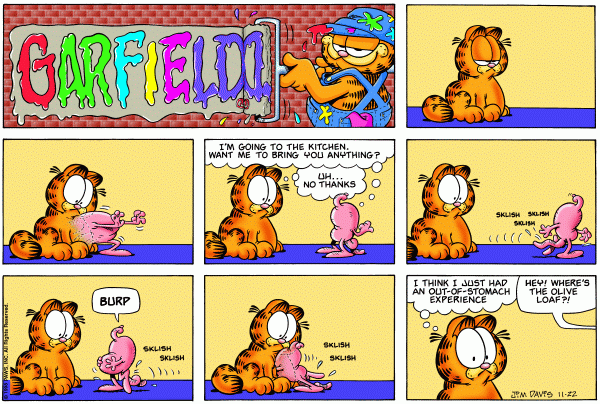 GARFIELD
I'M GOING TO THE KITCHEN.
WANT ME TO BRING YOU ANYTHING?
UH...
NO THANKS
SKLISH
SKLISH
SKLISH
BURP
SKLISH
SKLISH
SKLISH
SKLISH
I THINK I JUST HAD
AN OUT-OF-STOMACH
EXPERIENCE
HEY! WHERE'S
THE OLIVE
LOAF?!
JIM DAVIS 11-22